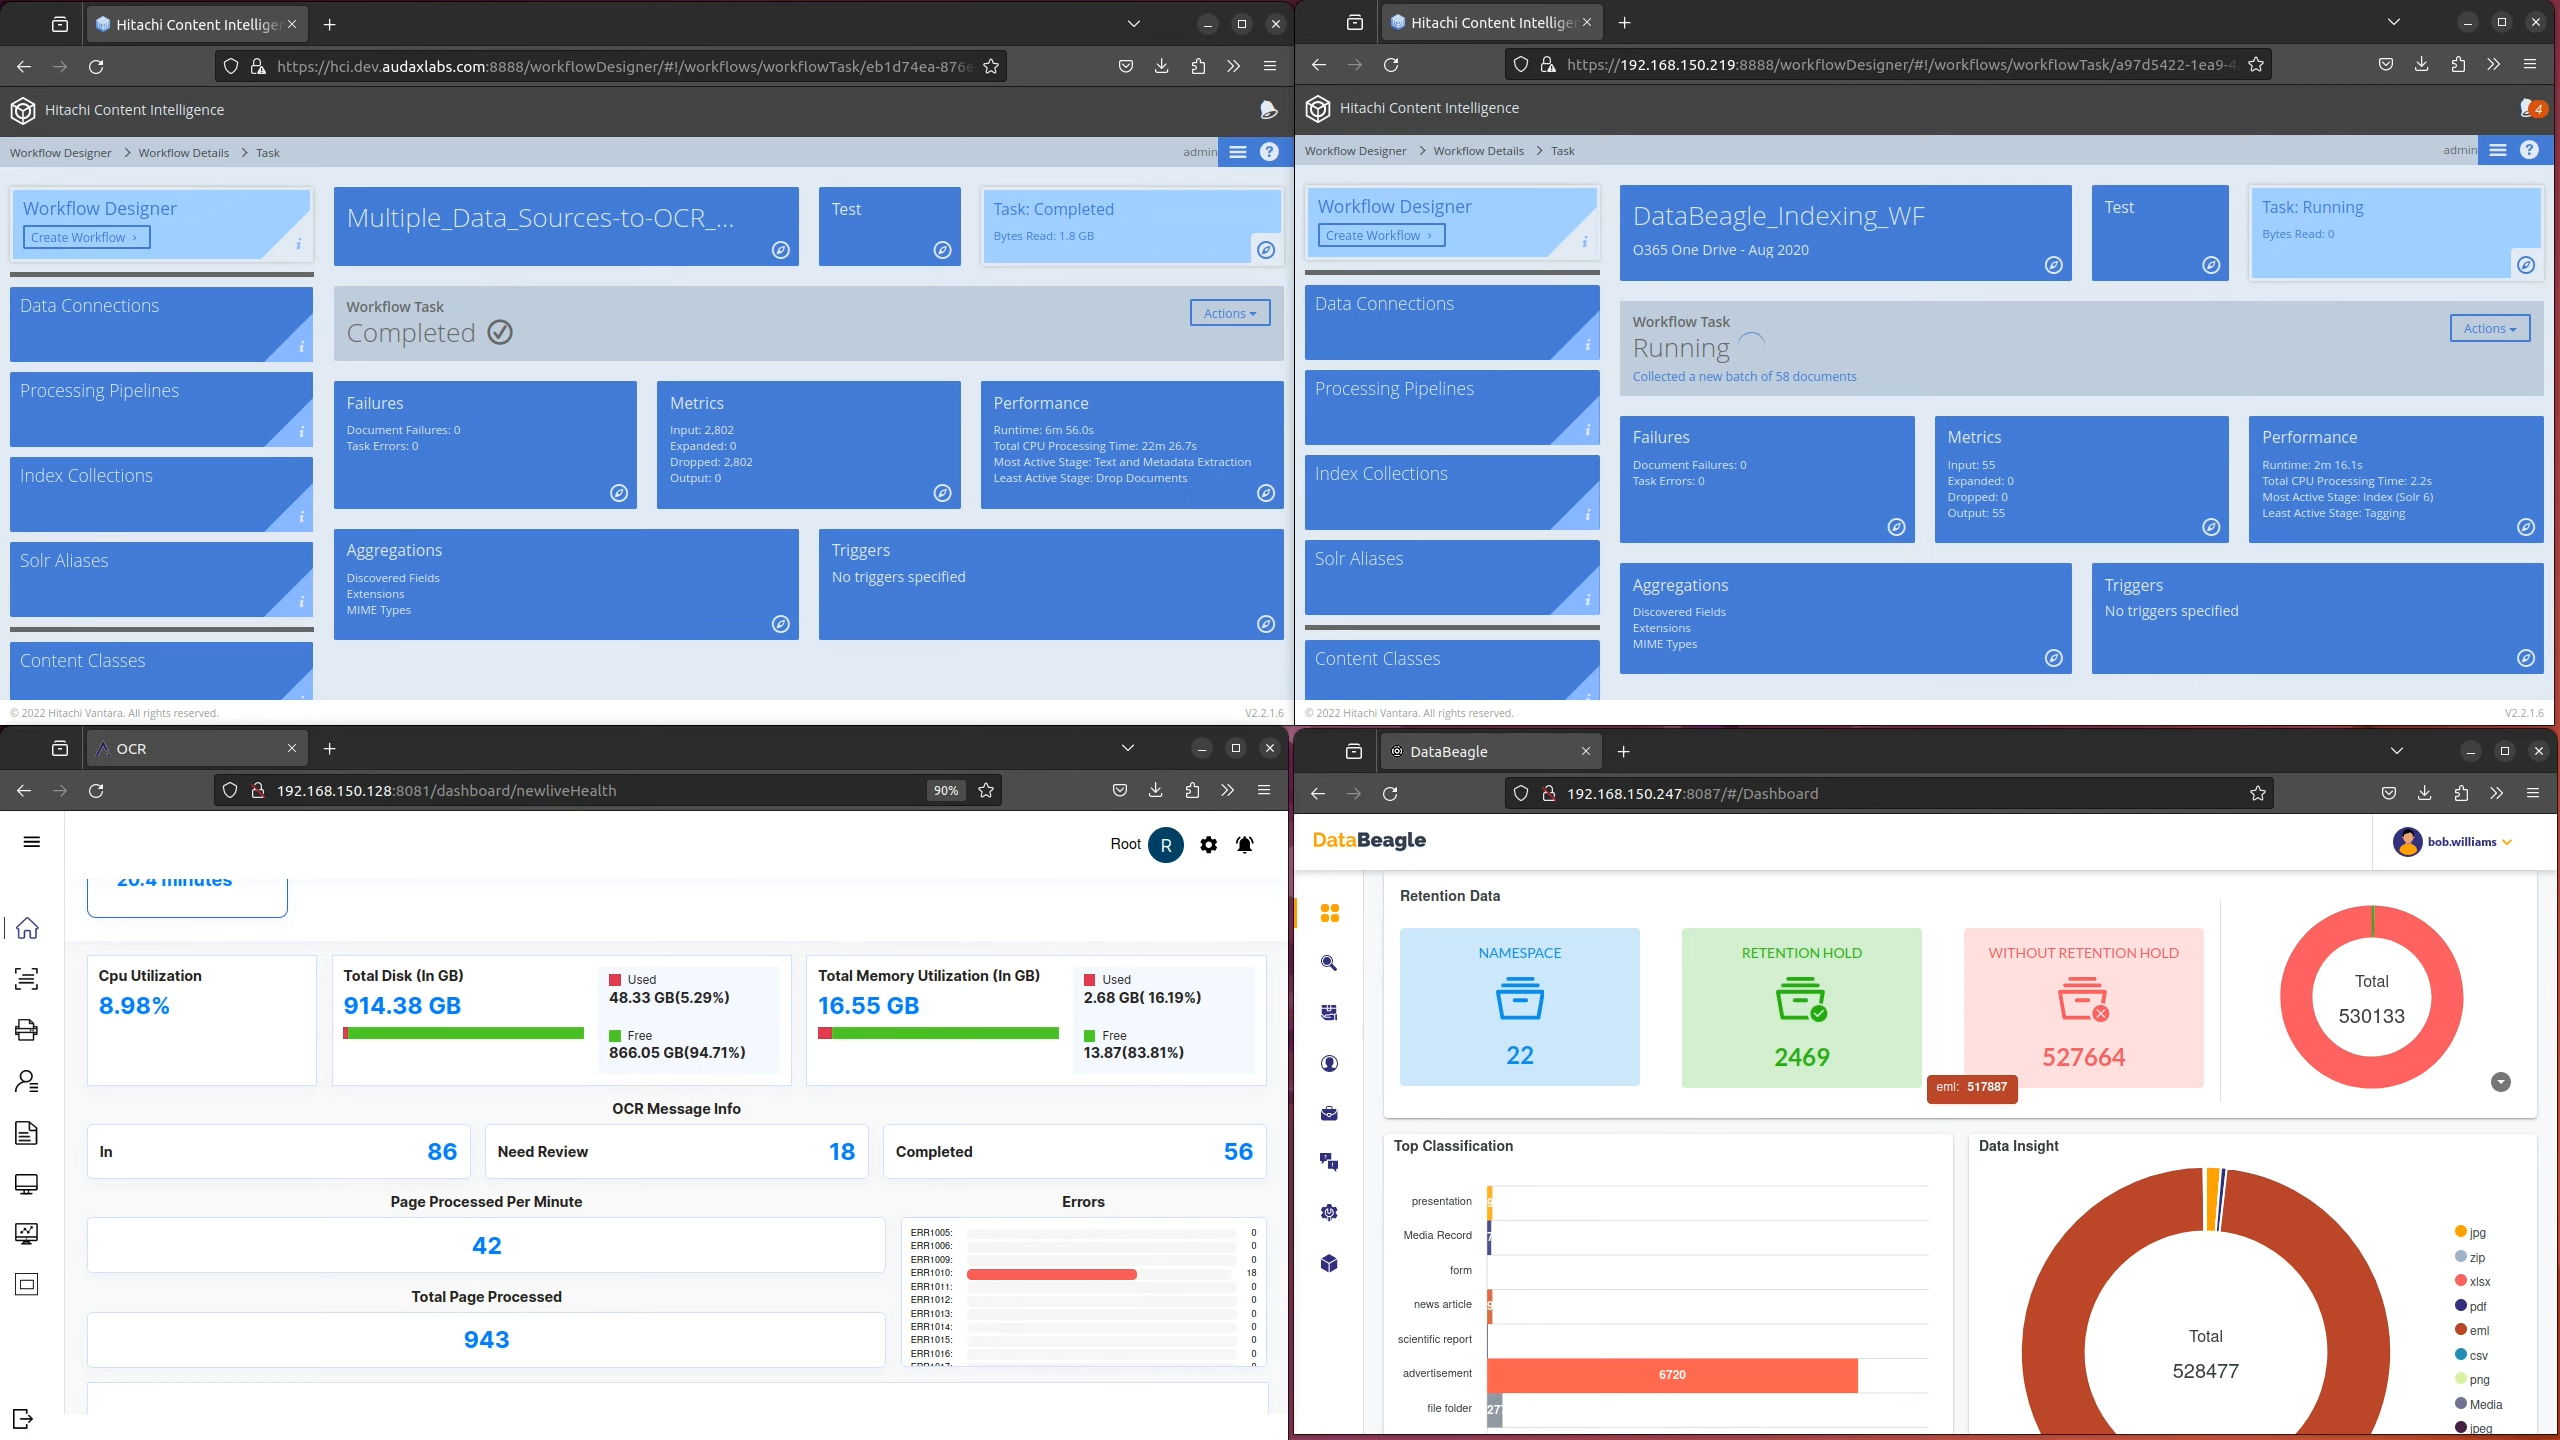 Hitachi Content Intellige
https://hci.dev.audaxlabs.com:8888/workflowDesigner/#!/workflows/workflowTask/eb1d74ea-876e
Hitachi Content Intelligence
Workflow Designer > Workflow Details > Task
admin
Workflow Designer
Create Workflow
Multiple_Data_Sources-to-OCR_...
Test
Task: Completed
Bytes Read: 1.8 GB
Data Connections
Processing Pipelines
Index Collections
Solr Aliases
Content Classes
Workflow Task
Completed
Actions
Failures
Document Failures: 0
Task Errors: 0
Metrics
Input: 2,802
Expanded: 0
Dropped: 2,802
Output: 0
Performance
Runtime: 6m 56.0s
Total CPU Processing Time: 22m 26.7s
Most Active Stage: Text and Metadata Extraction
Least Active Stage: Drop Documents
Aggregations
Discovered Fields
Extensions
MIME Types
Triggers
No triggers specified
© 2022 Hitachi Vantara. All rights reserved.
V2.2.1.6
Hitachi Content Intellige
https://192.168.150.219:8888/workflowDesigner/#!/workflows/workflowTask/a97d5422-1ea9-4
Hitachi Content Intelligence
4
Workflow Designer > Workflow Details > Task
admin
Workflow Designer
Create Workflow
DataBeagle_Indexing_WF
O365 One Drive - Aug 2020
Test
Task: Running
Bytes Read: 0
Data Connections
Processing Pipelines
Index Collections
Solr Aliases
Content Classes
Workflow Task
Running
Collected a new batch of 58 documents
Actions
Failures
Document Failures: 0
Task Errors: 0
Metrics
Input: 55
Expanded: 0
Dropped: 0
Output: 55
Performance
Runtime: 2m 16.1s
Total CPU Processing Time: 2.2s
Most Active Stage: Index (Solr 6)
Least Active Stage: Tagging
Aggregations
Discovered Fields
Extensions
MIME Types
Triggers
No triggers specified
© 2022 Hitachi Vantara. All rights reserved.
V2.2.1.6
OCR
192.168.150.128:8081/dashboard/newliveHealth
90%
Root R
20.4 minutes
Cpu Utilization
8.98%
Total Disk (In GB)
914.38 GB
Used
48.33 GB(5.29%)
Free
866.05 GB(94.71%)
Total Memory Utilization (In GB)
16.55 GB
Used
2.68 GB( 16.19%)
Free
13.87(83.81%)
OCR Message Info
In 86
Need Review 18
Completed 56
Page Processed Per Minute
42
Total Page Processed
943
Errors
ERR1005: 0
ERR1006: 0
ERR1009: 0
ERR1010: 18
ERR1011: 0
ERR1012: 0
ERR1013: 0
ERR1014: 0
ERR1015: 0
ERR1016: 0
DataBeagle
192.168.150.247:8087/#/Dashboard
DataBeagle
bob.williams
Retention Data
NAMESPACE
22
RETENTION HOLD
2469
WITHOUT RETENTION HOLD
527664
Total
530133
eml: 517887
Top Classification
presentation
Media Record
form
news article
scientific report
advertisement 6720
file folder 27
Data Insight
Total
528477
jpg
zip
xlsx
pdf
eml
csv
png
Media
jpeg